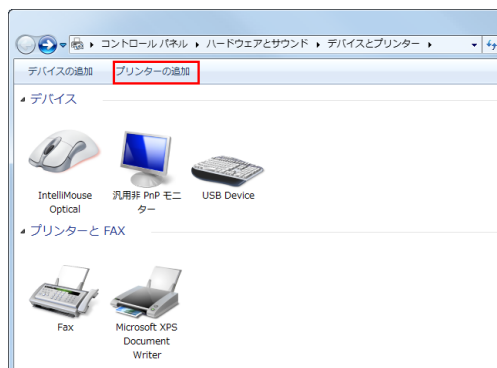 コントロール パネル ▸ ハードウェアとサウンド ▸ デバイスとプリンター ▸
デバイスの追加 プリンターの追加
デバイス
IntelliMouse
Optical
汎用非 PnP モニ
ター
USB Device
プリンターと FAX
Fax
Microsoft XPS
Document
Writer